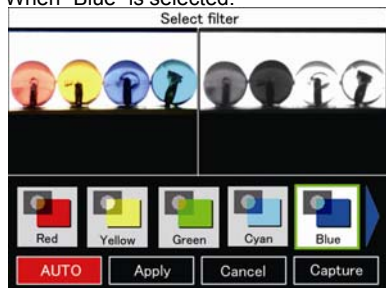 When "Blue" is selected:
Select filter
Red Yellow Green Cyan Blue
AUTO Apply Cancel Capture